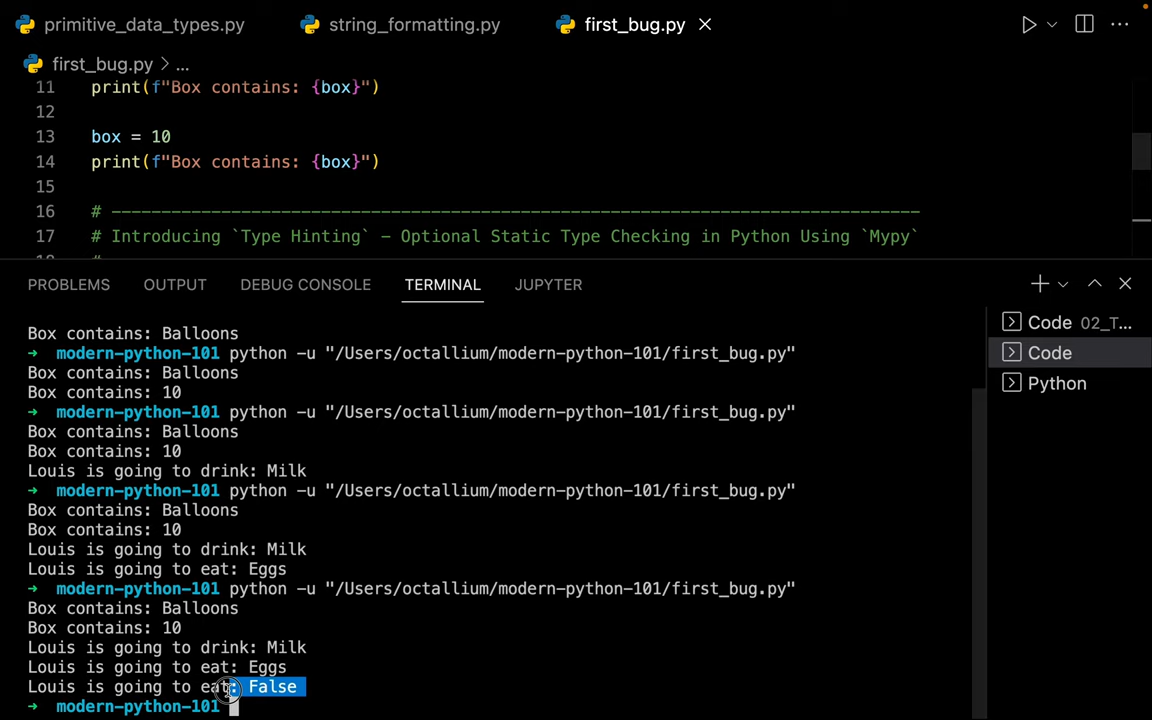 primitive_data_types.py string_formatting.py first_bug.py
first_bug.py > ...
11 print(f"Box contains: {box}")
12
13 box = 10
14 print(f"Box contains: {box}")
15
16 # ---------------------------------------------------------------------------------
17 # Introducing `Type Hinting` - Optional Static Type Checking in Python Using `Mypy`
PROBLEMS OUTPUT DEBUG CONSOLE TERMINAL JUPYTER
Box contains: Balloons
→ modern-python-101 python -u "/Users/octallium/modern-python-101/first_bug.py"
Box contains: Balloons
Box contains: 10
→ modern-python-101 python -u "/Users/octallium/modern-python-101/first_bug.py"
Box contains: Balloons
Box contains: 10
Louis is going to drink: Milk
→ modern-python-101 python -u "/Users/octallium/modern-python-101/first_bug.py"
Box contains: Balloons
Box contains: 10
Louis is going to drink: Milk
Louis is going to eat: Eggs
→ modern-python-101 python -u "/Users/octallium/modern-python-101/first_bug.py"
Box contains: Balloons
Box contains: 10
Louis is going to drink: Milk
Louis is going to eat: Eggs
Louis is going to eat: False
→ modern-python-101
Code 02_T...
Code
Python